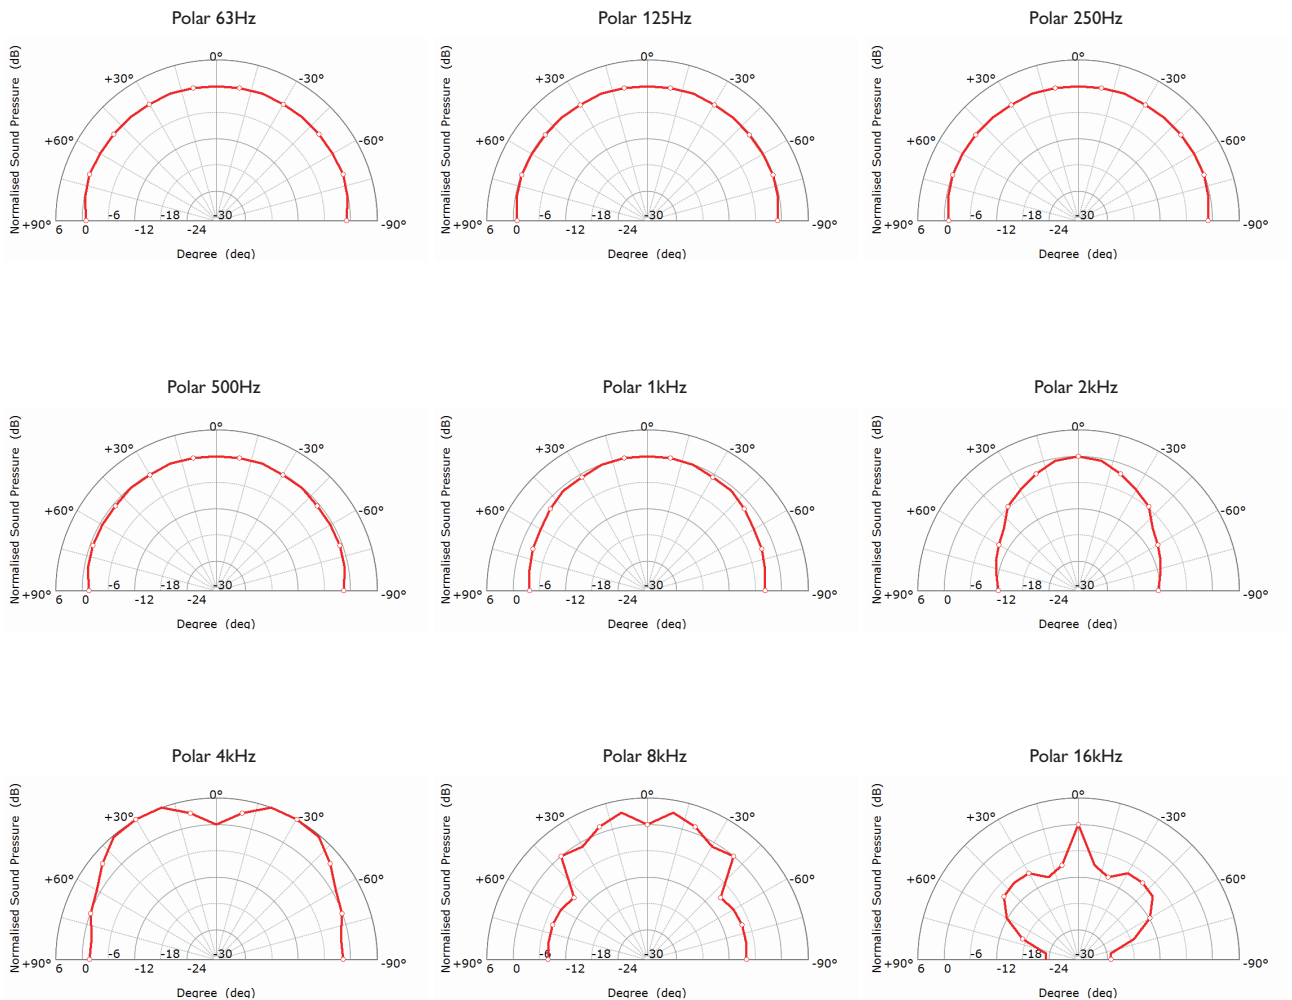 Polar 63Hz
Normalised Sound Pressure (dB)
0°
+30° -30°
+60° -60°
+90° -6 -18 -30 -90°
6 0 -12 -24
Degree (deg)
Polar 125Hz
Normalised Sound Pressure (dB)
0°
+30° -30°
+60° -60°
+90° -6 -18 -30 -90°
6 0 -12 -24
Degree (deg)
Polar 250Hz
Normalised Sound Pressure (dB)
0°
+30° -30°
+60° -60°
+90° -6 -18 -30 -90°
6 0 -12 -24
Degree (deg)
Polar 500Hz
Normalised Sound Pressure (dB)
0°
+30° -30°
+60° -60°
+90° -6 -18 -30 -90°
6 0 -12 -24
Degree (deg)
Polar 1kHz
Normalised Sound Pressure (dB)
0°
+30° -30°
+60° -60°
+90° -6 -18 -30 -90°
6 0 -12 -24
Degree (deg)
Polar 2kHz
Normalised Sound Pressure (dB)
0°
+30° -30°
+60° -60°
+90° -6 -18 -30 -90°
6 0 -12 -24
Degree (deg)
Polar 4kHz
Normalised Sound Pressure (dB)
0°
+30° -30°
+60° -60°
+90° -6 -18 -30 -90°
6 0 -12 -24
Degree (deg)
Polar 8kHz
Normalised Sound Pressure (dB)
0°
+30° -30°
+60° -60°
+90° -6 -18 -30 -90°
6 0 -12 -24
Degree (deg)
Polar 16kHz
Normalised Sound Pressure (dB)
0°
+30° -30°
+60° -60°
+90° -6 -18 -30 -90°
6 0 -12 -24
Degree (deg)